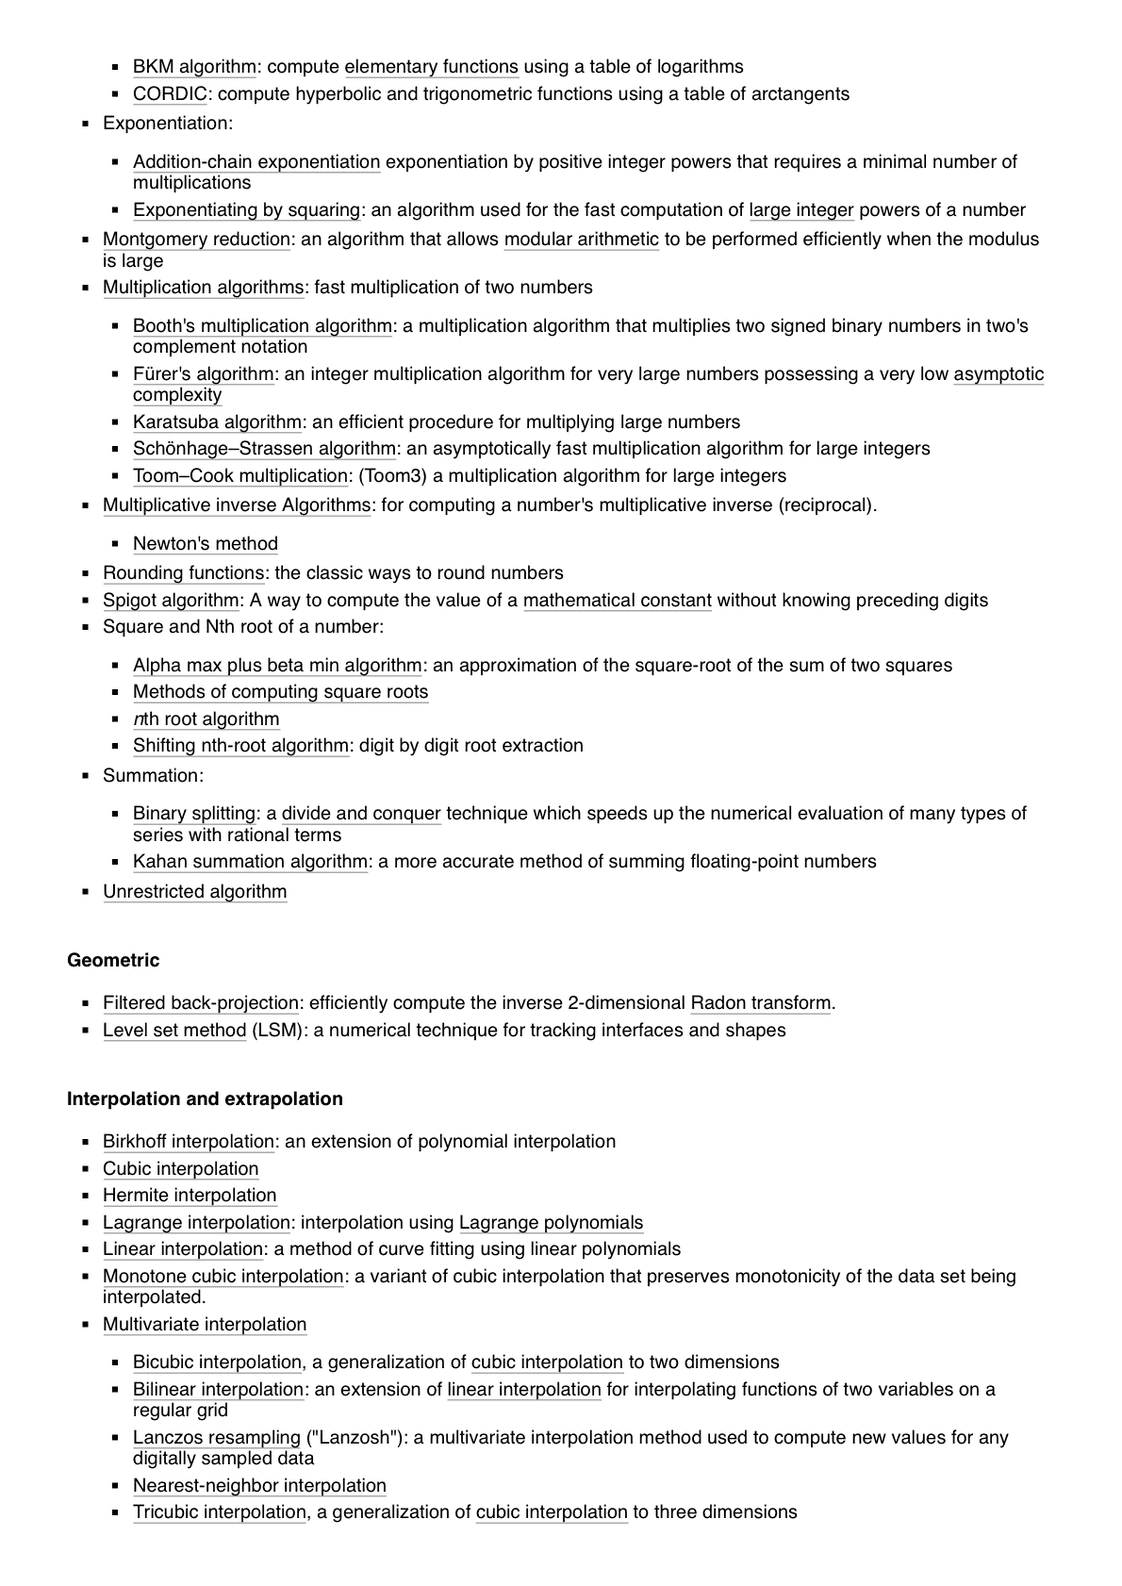 ▪ BKM algorithm: compute elementary functions using a table of logarithms
▪ CORDIC: compute hyperbolic and trigonometric functions using a table of arctangents
▪ Exponentiation:
▪ Addition-chain exponentiation exponentiation by positive integer powers that requires a minimal number of
multiplications
▪ Exponentiating by squaring: an algorithm used for the fast computation of large integer powers of a number
▪ Montgomery reduction: an algorithm that allows modular arithmetic to be performed efficiently when the modulus
is large
▪ Multiplication algorithms: fast multiplication of two numbers
▪ Booth's multiplication algorithm: a multiplication algorithm that multiplies two signed binary numbers in two's
complement notation
▪ Fürer's algorithm: an integer multiplication algorithm for very large numbers possessing a very low asymptotic
complexity
▪ Karatsuba algorithm: an efficient procedure for multiplying large numbers
▪ Schönhage–Strassen algorithm: an asymptotically fast multiplication algorithm for large integers
▪ Toom–Cook multiplication: (Toom3) a multiplication algorithm for large integers
▪ Multiplicative inverse Algorithms: for computing a number's multiplicative inverse (reciprocal).
▪ Newton's method
▪ Rounding functions: the classic ways to round numbers
▪ Spigot algorithm: A way to compute the value of a mathematical constant without knowing preceding digits
▪ Square and Nth root of a number:
▪ Alpha max plus beta min algorithm: an approximation of the square-root of the sum of two squares
▪ Methods of computing square roots
▪ nth root algorithm
▪ Shifting nth-root algorithm: digit by digit root extraction
▪ Summation:
▪ Binary splitting: a divide and conquer technique which speeds up the numerical evaluation of many types of
series with rational terms
▪ Kahan summation algorithm: a more accurate method of summing floating-point numbers
▪ Unrestricted algorithm
Geometric
▪ Filtered back-projection: efficiently compute the inverse 2-dimensional Radon transform.
▪ Level set method (LSM): a numerical technique for tracking interfaces and shapes
Interpolation and extrapolation
▪ Birkhoff interpolation: an extension of polynomial interpolation
▪ Cubic interpolation
▪ Hermite interpolation
▪ Lagrange interpolation: interpolation using Lagrange polynomials
▪ Linear interpolation: a method of curve fitting using linear polynomials
▪ Monotone cubic interpolation: a variant of cubic interpolation that preserves monotonicity of the data set being
interpolated.
▪ Multivariate interpolation
▪ Bicubic interpolation, a generalization of cubic interpolation to two dimensions
▪ Bilinear interpolation: an extension of linear interpolation for interpolating functions of two variables on a
regular grid
▪ Lanczos resampling ("Lanzosh"): a multivariate interpolation method used to compute new values for any
digitally sampled data
▪ Nearest-neighbor interpolation
▪ Tricubic interpolation, a generalization of cubic interpolation to three dimensions